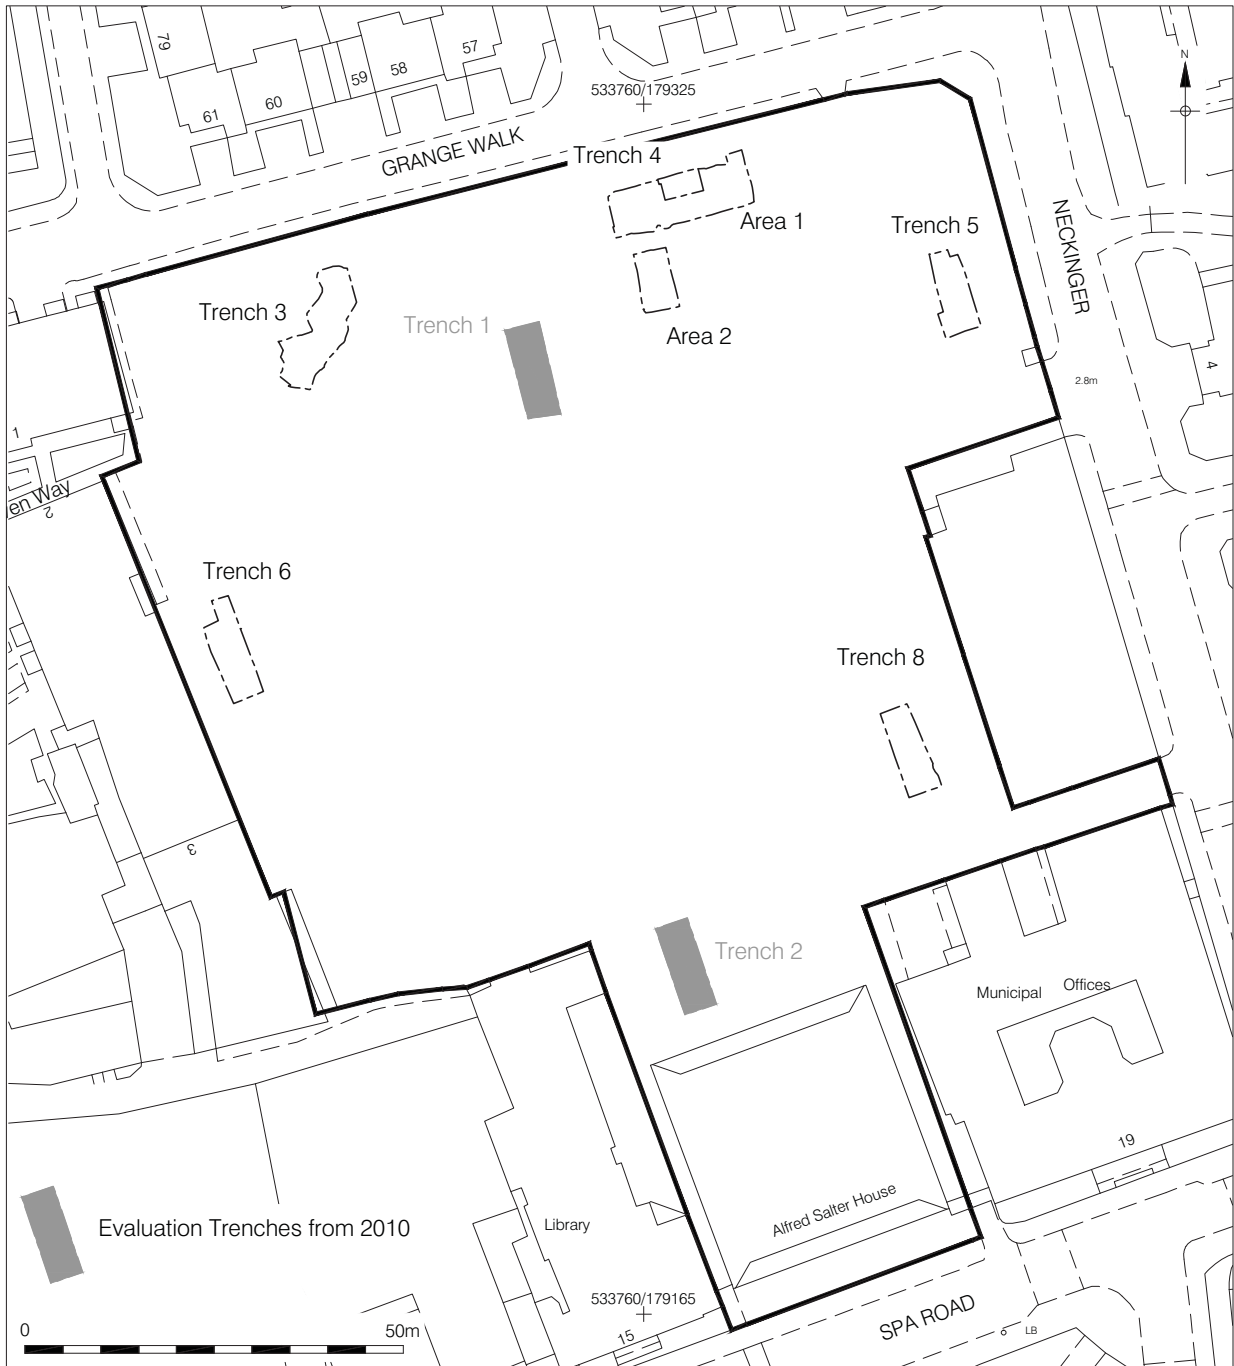 79
57
58
59
60
61
533760/179325
N
GRANGE WALK
Trench 4
Area 1
Trench 5
NECKINGER
Trench 3
Trench 1
Area 2
2.8m
4
1
en Way
2
Trench 6
Trench 8
3
Trench 2
Municipal Offices
19
Evaluation Trenches from 2010
Library
Alfred Salter House
533760/179165
SPA ROAD
LB
15
0 50m